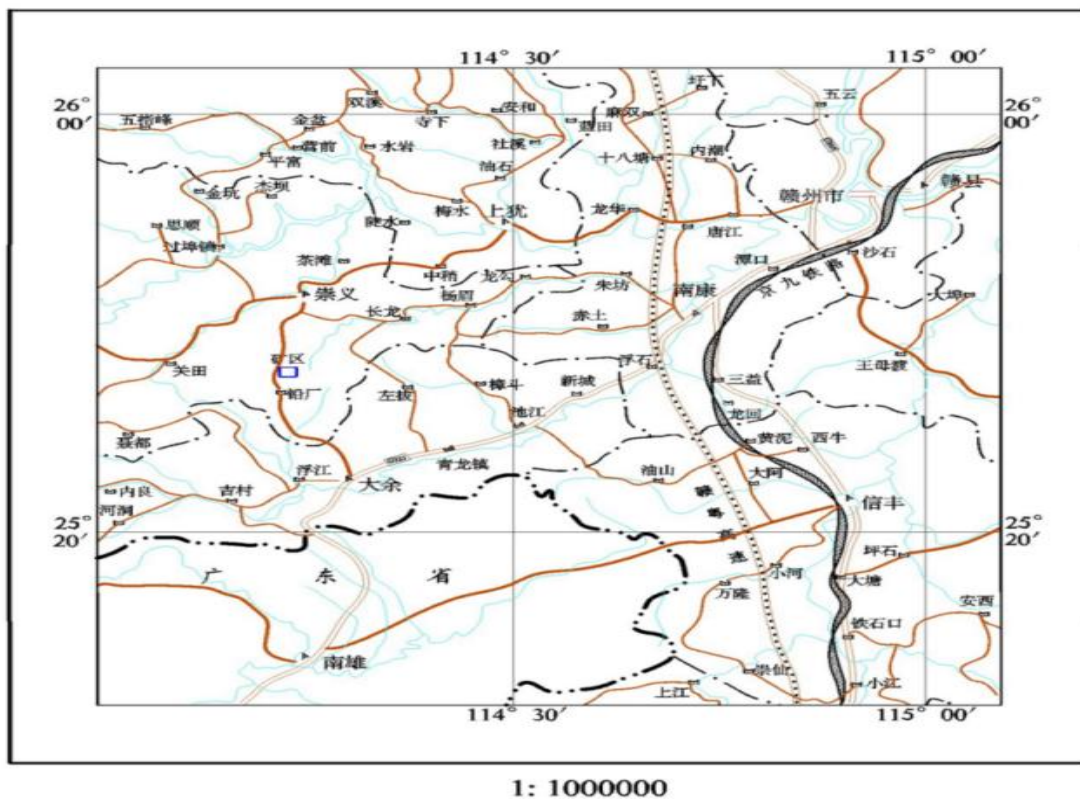 114° 30′
115° 00′
26°
00′
26°
00′
双溪
安和
圩下
五云
五指峰
金盆
寺下
麻双
营前
水岩
社溪
十八塘
内潮
平富
油石
赣县
金坑
杰坝
梅水
上犹
龙华
赣州市
思顺
陡水
唐江
过埠镇
沙石
茶滩
中稍
龙勾
朱坊
潭口
京九铁路
崇义
杨眉
南康
大埠
长龙
赤土
矿区
浮石
王母渡
关田
铅厂
左拔
樟斗
新城
三益
池江
龙回
聂都
黄泥
西牛
青龙镇
浮江
大余
油山
大阿
内良
吉村
信丰
河洞
25°
20′
25°
20′
坪石
广东省
小河
大塘
万隆
安西
铁石口
南雄
崇仙
上江
小江
114° 30′
115° 00′
1: 1000000